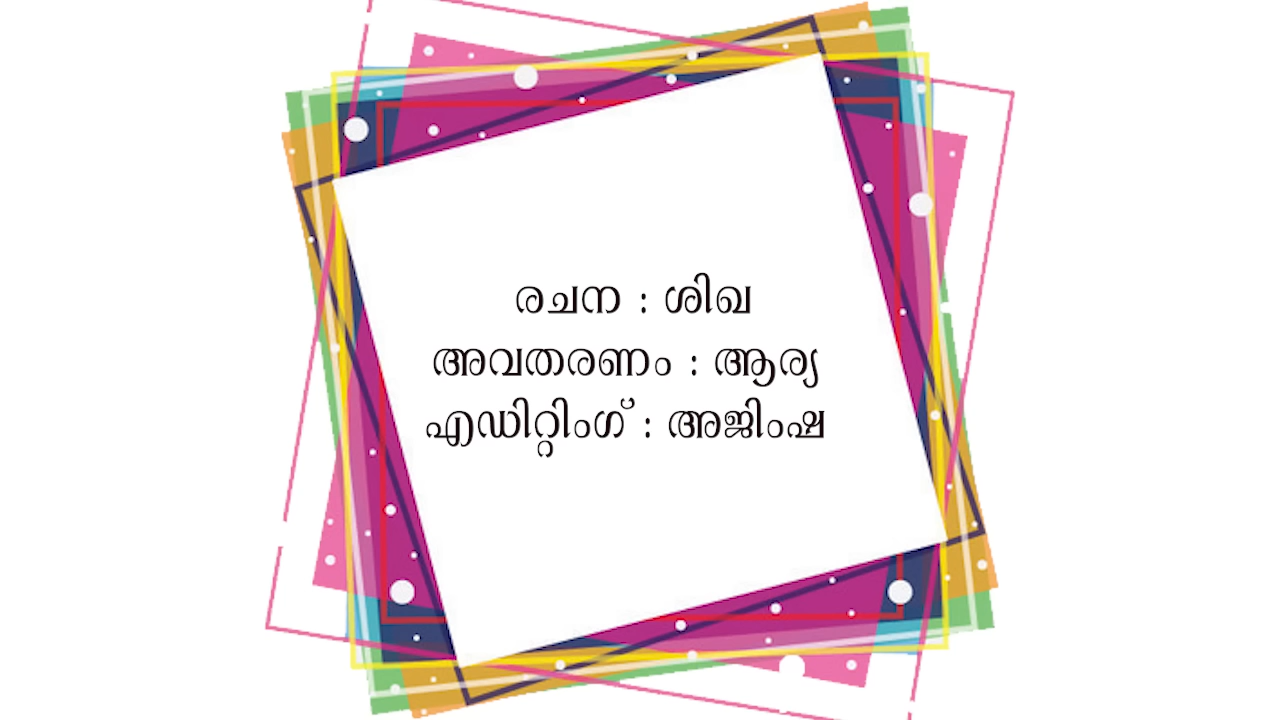 രചന : ശിഖ
അവതരണം : ആര്യ
എഡിറ്റിംഗ് : അജിംഷ